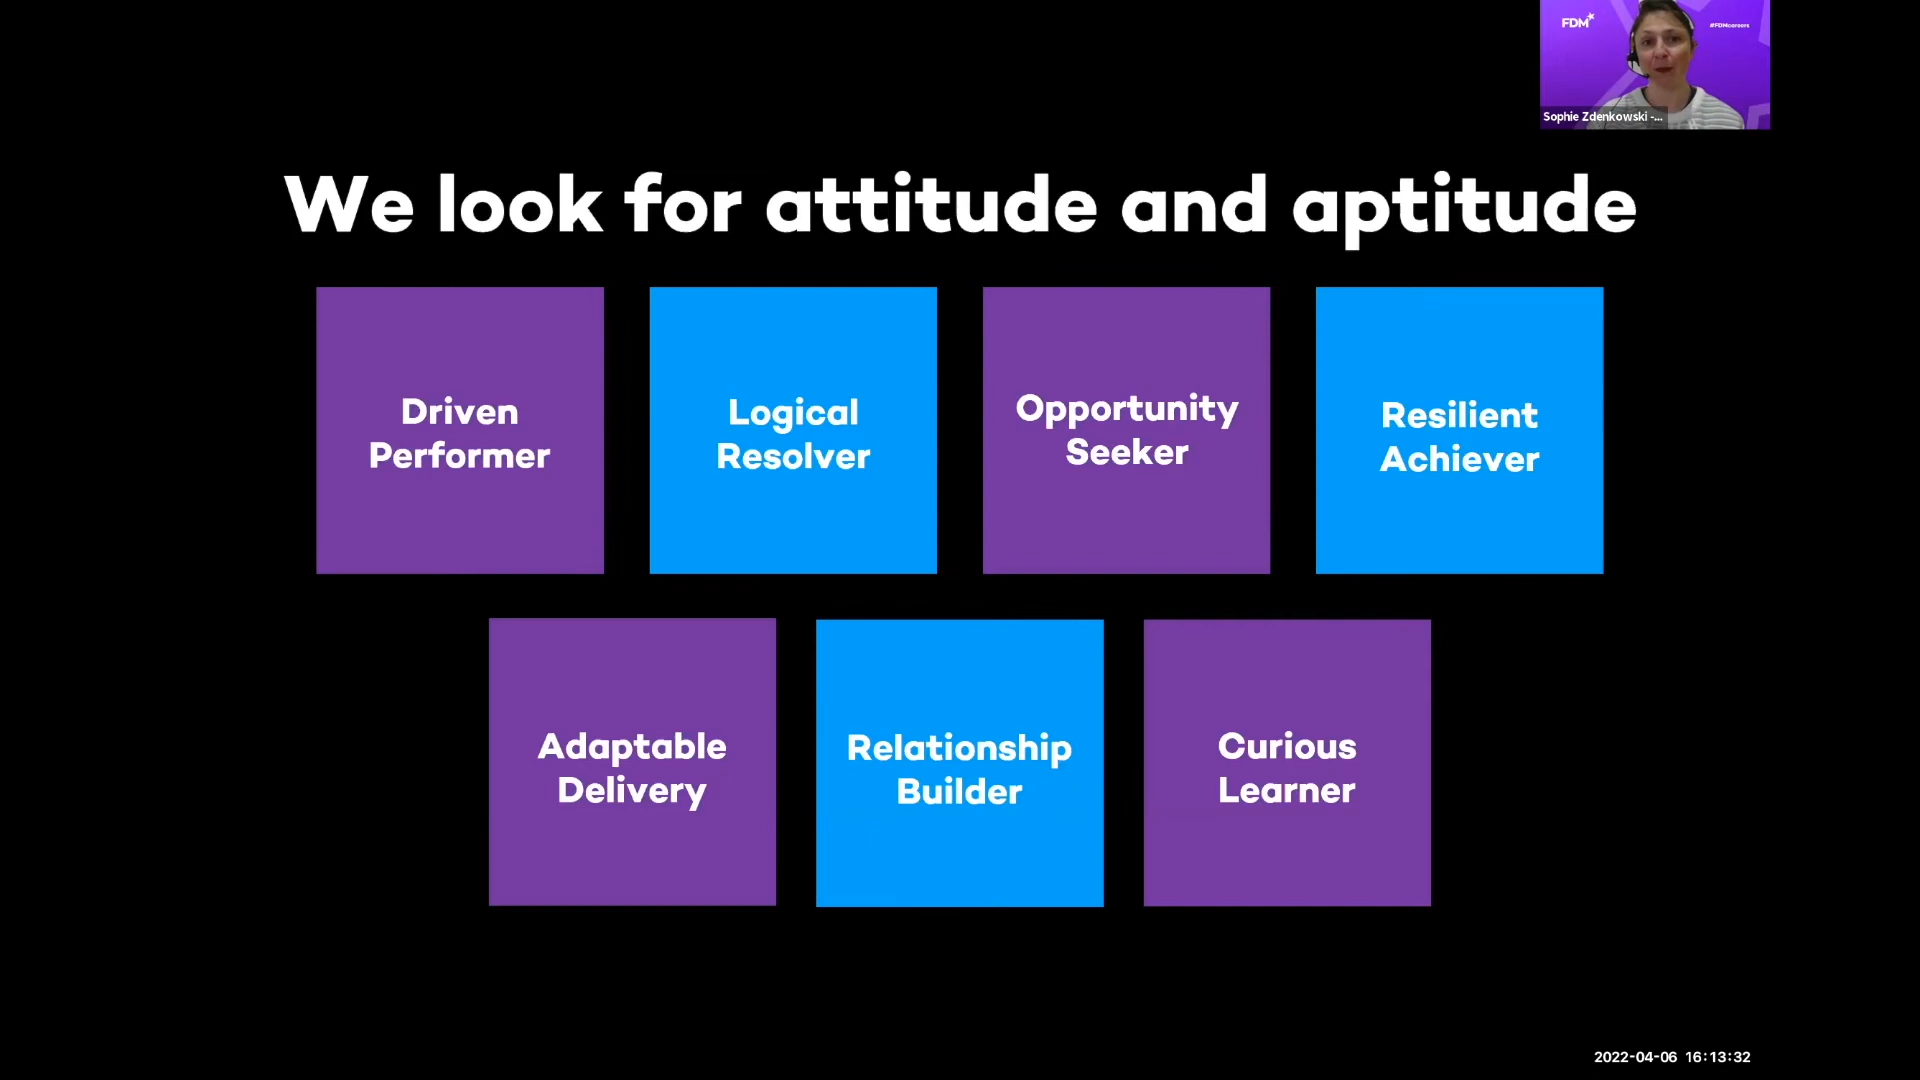 FDM
#FDMcareers
Sophie Zdenkowski -...
We look for attitude and aptitude
Driven
Performer
Logical
Resolver
Opportunity
Seeker
Resilient
Achiever
Adaptable
Delivery
Relationship
Builder
Curious
Learner
2022-04-06 16:13:32